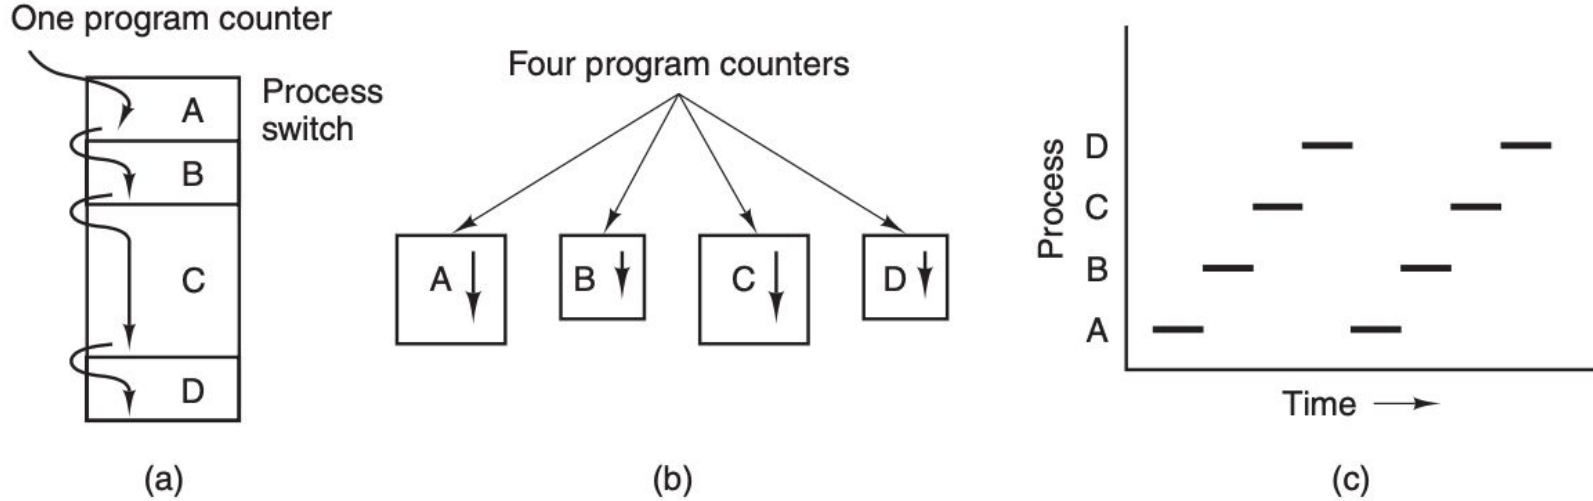 One program counter
A
Process
switch
B
C
D
(a)
Four program counters
A
B
C
D
(b)
Process
D
C
B
A
Time
(c)